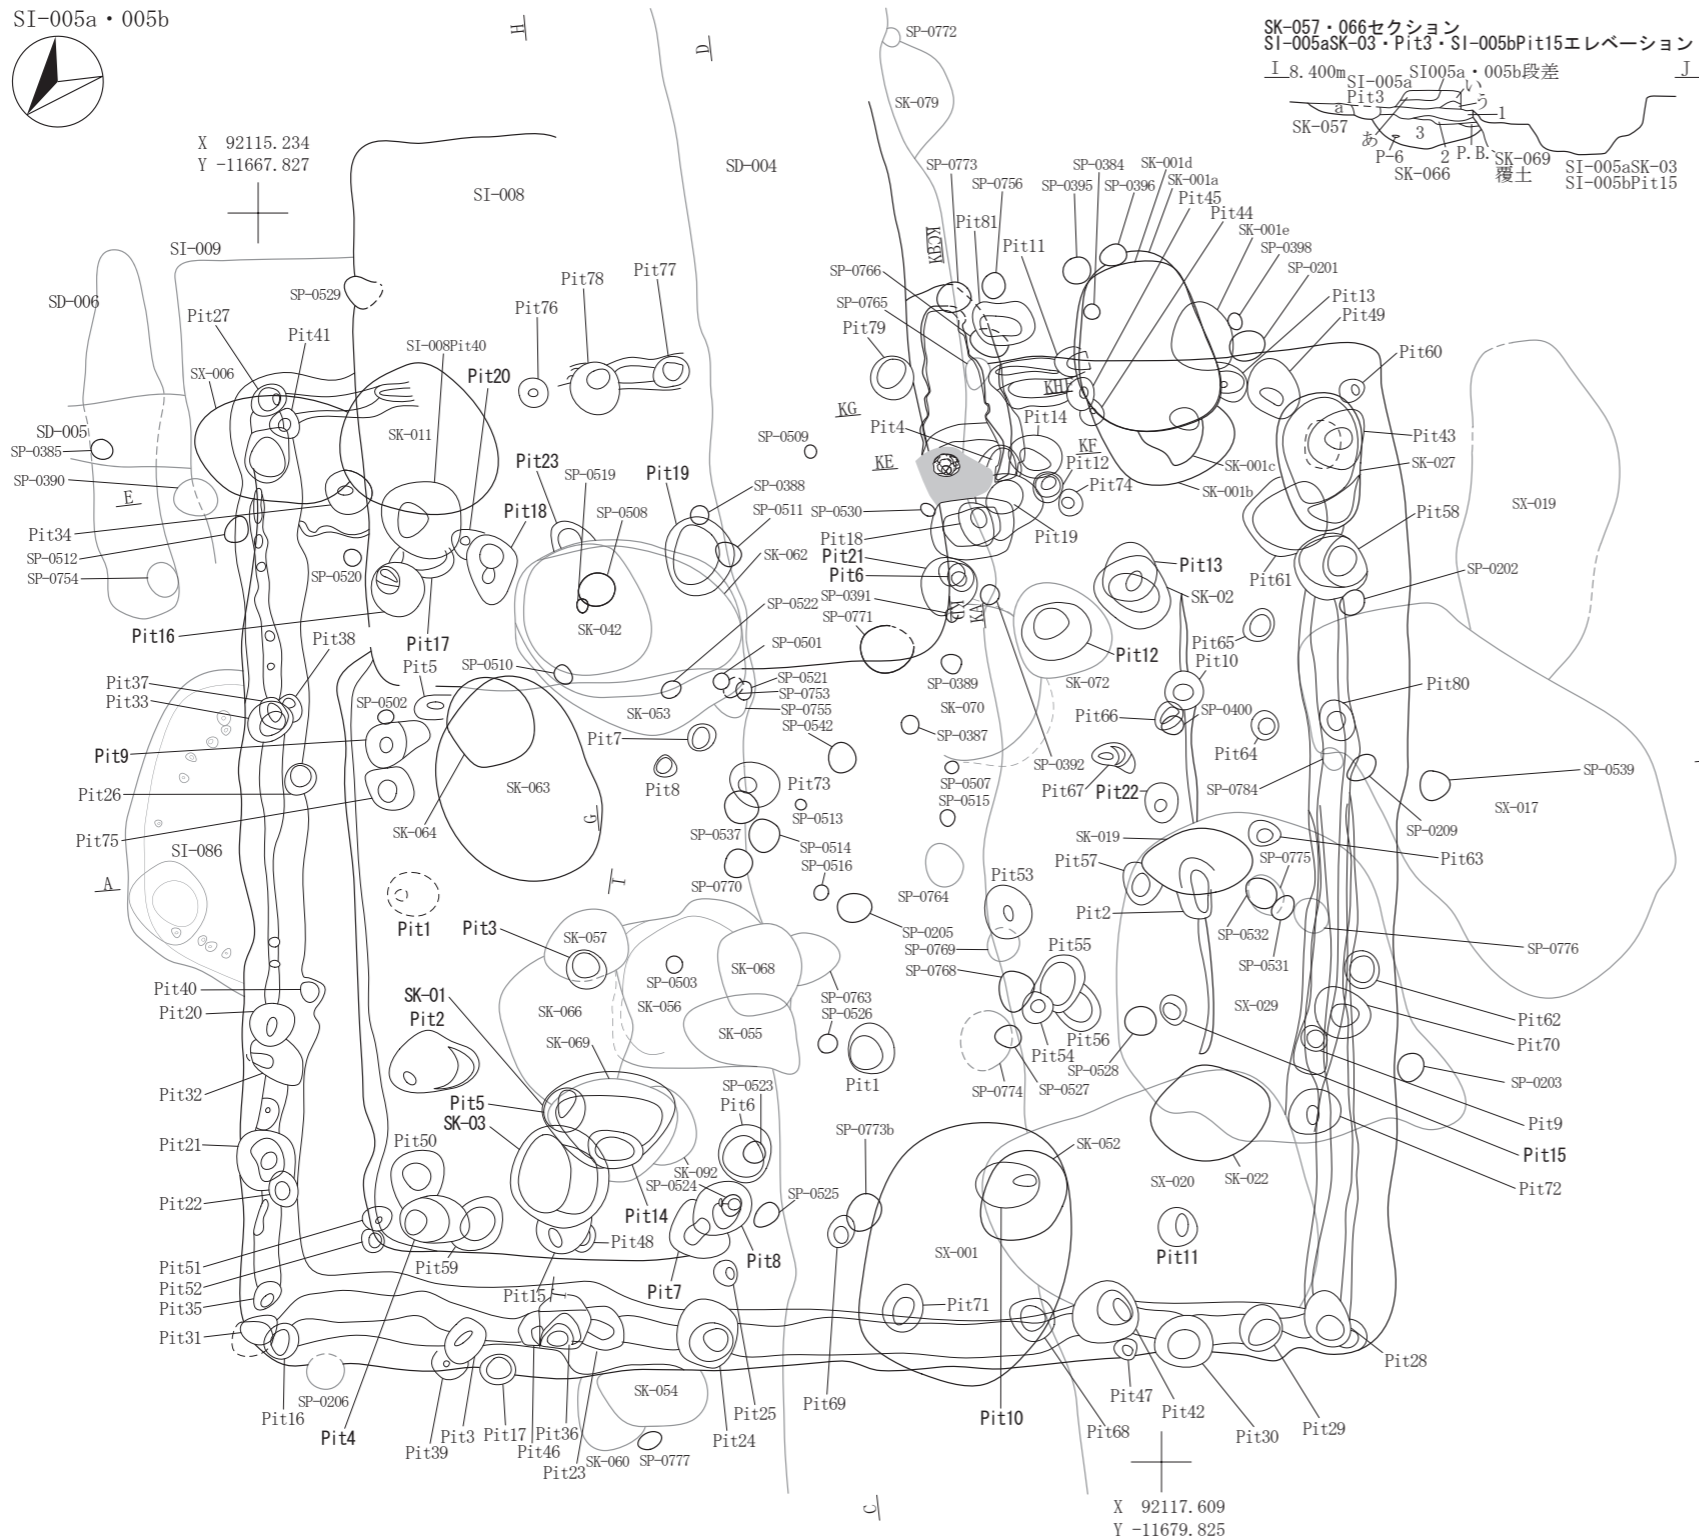 SI-005a・005b
H
D
SP-0772
SK-057・066セクション
SI-005aSK-03・Pit3・SI-005bPit15エレベーション
I 8.400m
SI005a・005b段差
J
SI-005a
Pit3
い
う
a
1
SK-057
あ
3
P-6
2
P.B.
SK-069
覆土
SK-066
SI-005aSK-03
SI-005bPit15
SK-079
X 92115.234
Y -11667.827
SD-004
SI-008
SP-0773
SP-0384
SK-001d
SP-0756
SP-0395
SP-0396
SK-001a
Pit45
Pit81
Pit44
SK-001e
KC
KB
Pit11
SP-0398
SI-009
SP-0766
SP-0201
Pit78
Pit77
SP-0529
Pit13
SD-006
SP-0765
Pit76
Pit49
Pit27
Pit79
Pit41
SI-008Pit40
Pit60
SX-006
Pit20
KH
KG
Pit14
SD-005
SK-011
Pit4
SP-0509
KF
Pit43
SP-0385
Pit23
KE
Pit12
SK-027
SP-0519
Pit19
SK-001c
SP-0390
SP-0388
Pit74
E
SP-0508
SP-0511
SP-0530
SK-001b
SX-019
Pit18
Pit58
Pit34
Pit18
Pit19
SK-062
Pit21
SP-0512
Pit13
SP-0520
Pit6
Pit61
SP-0202
SP-0754
SP-0522
SP-0391
SK-02
SP-0771
SK-042
Pit16
Pit17
SP-0501
Pit38
Pit65
Pit12
Pit5
SP-0510
Pit10
SP-0521
SP-0389
SK-072
Pit37
SP-0753
Pit80
Pit33
SP-0502
SK-053
SP-0755
SK-070
Pit66
SP-0400
SP-0542
SP-0387
Pit7
Pit64
Pit9
SP-0392
SP-0539
SP-0507
Pit67
Pit22
SP-0784
Pit26
SK-063
Pit8
Pit73
SP-0515
SX-017
SP-0513
G
SP-0537
SK-064
SP-0209
Pit75
SK-019
SP-0514
SI-086
Pit63
SP-0516
Pit57
SP-0775
A
I
SP-0770
Pit53
SP-0764
Pit2
Pit1
Pit3
SK-057
SP-0205
SP-0532
SP-0769
SP-0776
Pit55
SP-0503
SK-068
SP-0768
SP-0531
Pit40
SK-01
SP-0763
SK-066
SK-056
SX-029
Pit20
Pit2
SP-0526
Pit62
SK-055
Pit56
SK-069
Pit54
Pit70
SP-0528
SP-0523
Pit1
SP-0774
SP-0527
SP-0203
Pit32
Pit5
Pit6
SK-03
SP-0773b
Pit9
Pit21
Pit50
SK-052
Pit15
SK-092
SK-022
SP-0524
SX-020
Pit72
SP-0525
Pit22
Pit14
Pit48
SX-001
Pit8
Pit11
Pit51
Pit59
Pit52
Pit7
Pit15
Pit35
Pit71
Pit31
Pit28
SK-054
Pit47
SP-0206
Pit69
Pit42
Pit25
Pit16
Pit10
Pit29
Pit4
Pit3
Pit17
Pit36
Pit68
Pit30
Pit24
Pit39
Pit46
SK-060
SP-0777
Pit23
C
X 92117.609
Y -11679.825